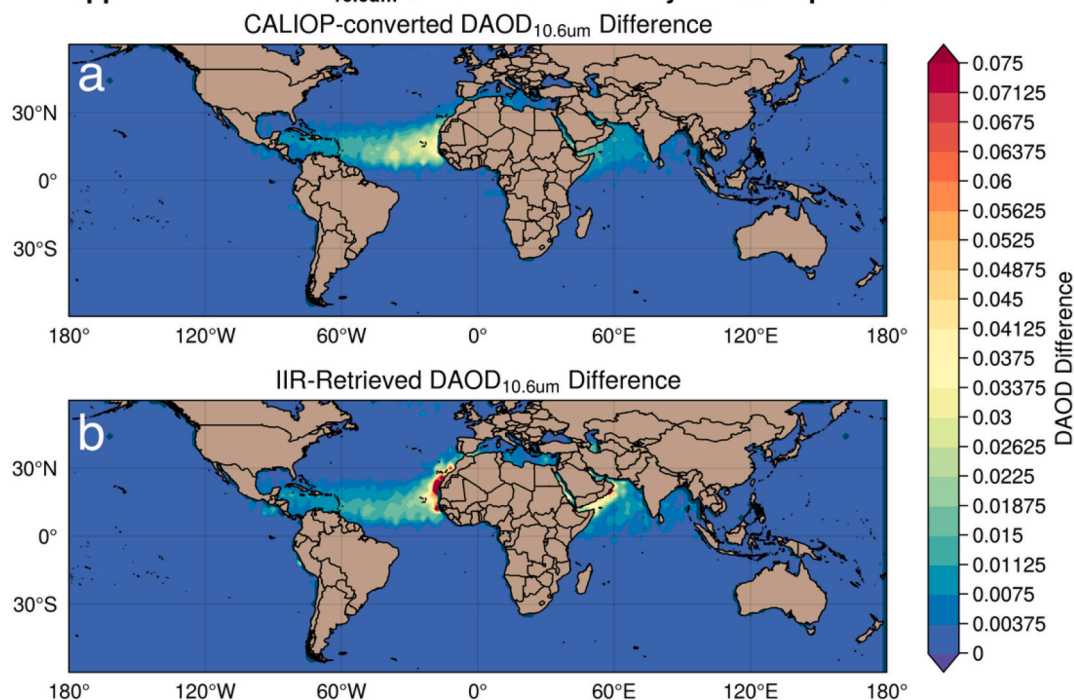 CALIOP-converted DAOD10.6um Difference
a
30°N
0°
30°S
180° 120°W 60°W 0° 60°E 120°E 180°
IIR-Retrieved DAOD10.6um Difference
b
30°N
0°
30°S
180° 120°W 60°W 0° 60°E 120°E 180°
0.075
0.07125
0.0675
0.06375
0.06
0.05625
0.0525
0.04875
0.045
0.04125
0.0375
0.03375
0.03
0.02625
0.0225
0.01875
0.015
0.01125
0.0075
0.00375
0
DAOD Difference